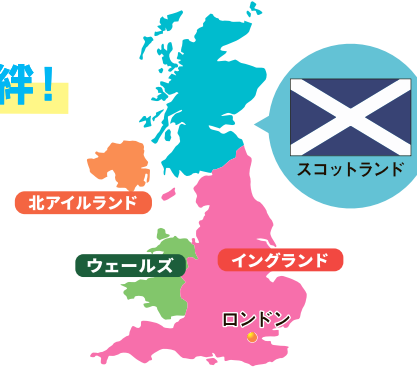 絆!
スコットランド
北アイルランド
ウェールズ
イングランド
ロンドン